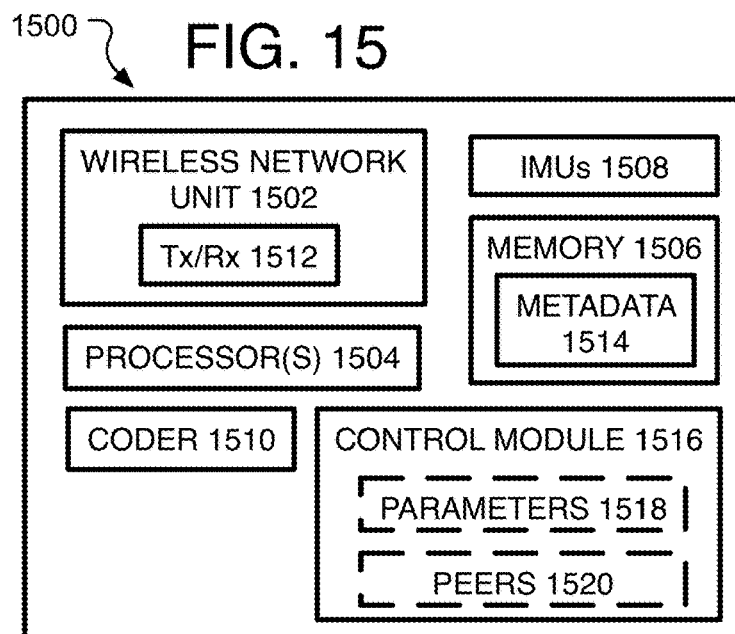 1500
FIG. 15
WIRELESS NETWORK
UNIT 1502
Tx/Rx 1512
IMUs 1508
MEMORY 1506
METADATA
1514
PROCESSOR(S) 1504
CODER 1510
CONTROL MODULE 1516
PARAMETERS 1518
PEERS 1520